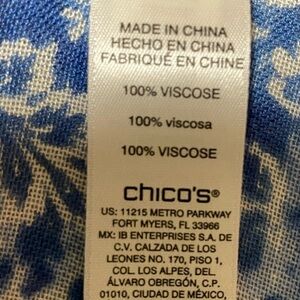 MADE IN CHINA
HECHO EN CHINA
FABRIQUÉ EN CHINE
100% VISCOSE
100% viscosa
100% VISCOSE
chico's®
US: 11215 METRO PARKWAY
FORT MYERS, FL 33966
MX: IB ENTERPRISES S.A. DE
C.V. CALZADA DE LOS
LEONES NO. 170, PISO 1,
COL. LOS ALPES, DEL.
ÁLVARO OBREGÓN, C.P.
01010, CIUDAD DE MÉXICO,